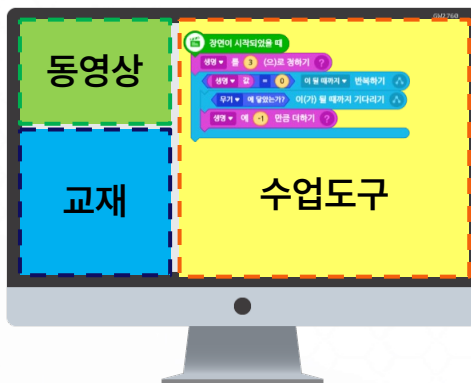 동영상
교재
장면이 시작되었을 때
생명 ▼ 를 3 (으)로 정하기 ?
생명 ▼ 값 = 0 이 될 때까지 ▼ 반복하기
무기 ▼ 에 닿았는가? 이(가) 될 때까지 기다리기
생명 ▼ 에 -1 만큼 더하기 ?
수업도구